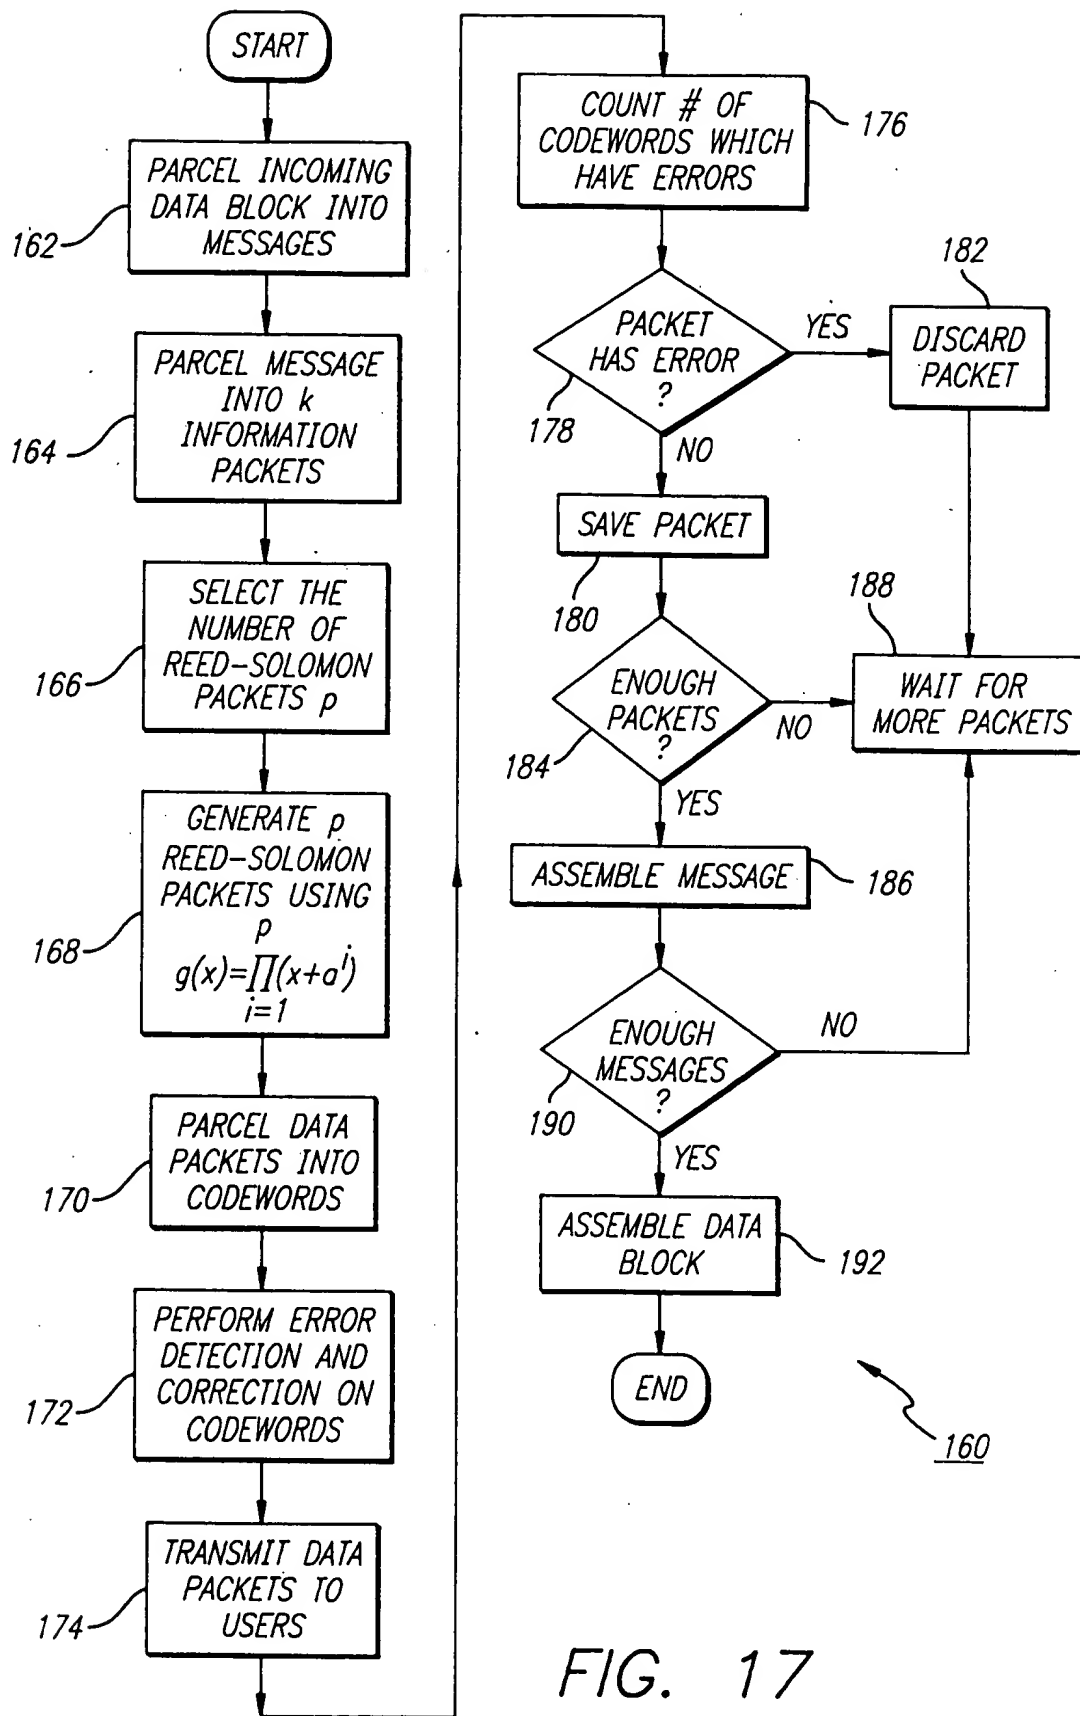 START
PARCEL INCOMING
DATA BLOCK INTO
MESSAGES
162
PARCEL MESSAGE
INTO k
INFORMATION
PACKETS
164
SELECT THE
NUMBER OF
REED-SOLOMON
PACKETS p
166
GENERATE p
REED-SOLOMON
PACKETS USING
p
g(x)=∏(x+a^i)
i=1
168
PARCEL DATA
PACKETS INTO
CODEWORDS
170
PERFORM ERROR
DETECTION AND
CORRECTION ON
CODEWORDS
172
TRANSMIT DATA
PACKETS TO
USERS
174
COUNT # OF
CODEWORDS WHICH
HAVE ERRORS
176
PACKET
HAS ERROR
?
178
YES
NO
182
DISCARD
PACKET
SAVE PACKET
180
ENOUGH
PACKETS
?
184
NO
YES
188
WAIT FOR
MORE PACKETS
ASSEMBLE MESSAGE
186
ENOUGH
MESSAGES
?
190
NO
YES
ASSEMBLE DATA
BLOCK
192
END
160
FIG. 17